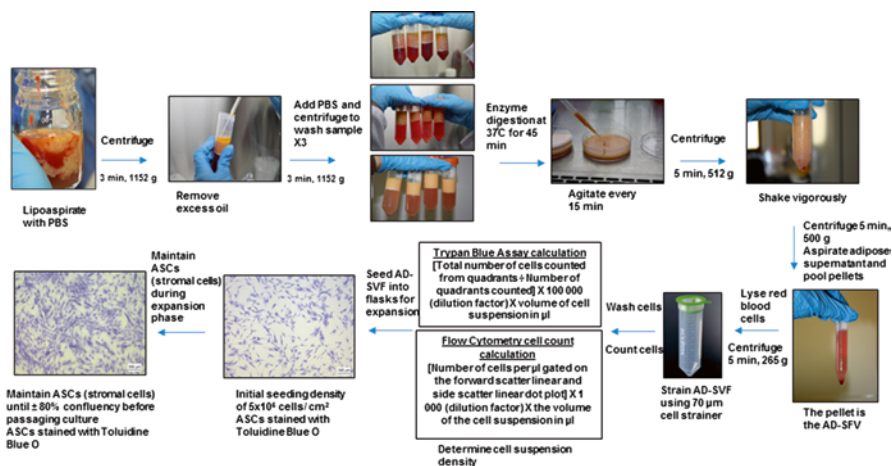 Centrifuge
3 min, 1152 g
Lipoaspirate
with PBS
Remove
excess oil
Add PBS and
centrifuge to
wash sample
X3
3 min, 1152 g
Enzyme
digestion at
37C for 45
min
Agitate every
15 min
Centrifuge
5 min, 512 g
Shake vigorously
Centrifuge 5 min,
500 g
Aspirate adipose
supernatant and
pool pellets
The pellet is
the AD-SFV
Lyse red
blood
cells
Centrifuge
5 min, 265 g
Strain AD-SVF
using 70 µm
cell strainer
Wash cells
Count cells
Trypan Blue Assay calculation
[Total number of cells counted
from quadrants ÷ Number of
quadrants counted] X 100 000
(dilution factor) X volume of cell
suspension in µl
Flow Cytometry cell count
calculation
[Number of cells per µl gated on
the forward scatter linear and
side scatter linear dot plot] X 1
000 (dilution factor) X the volume
of the cell suspension in µl
Determine cell suspension
density
Seed AD-
SVF into
flasks for
expansion
Initial seeding density
of cells/ cm²
ASCs stained with
Toluidine Blue O
Maintain
ASCs
(stromal cells)
during
expansion
phase
Maintain ASCs (stromal cells)
until ± 80% confluency before
passaging culture
ASCs stained with Toluidine
Blue O